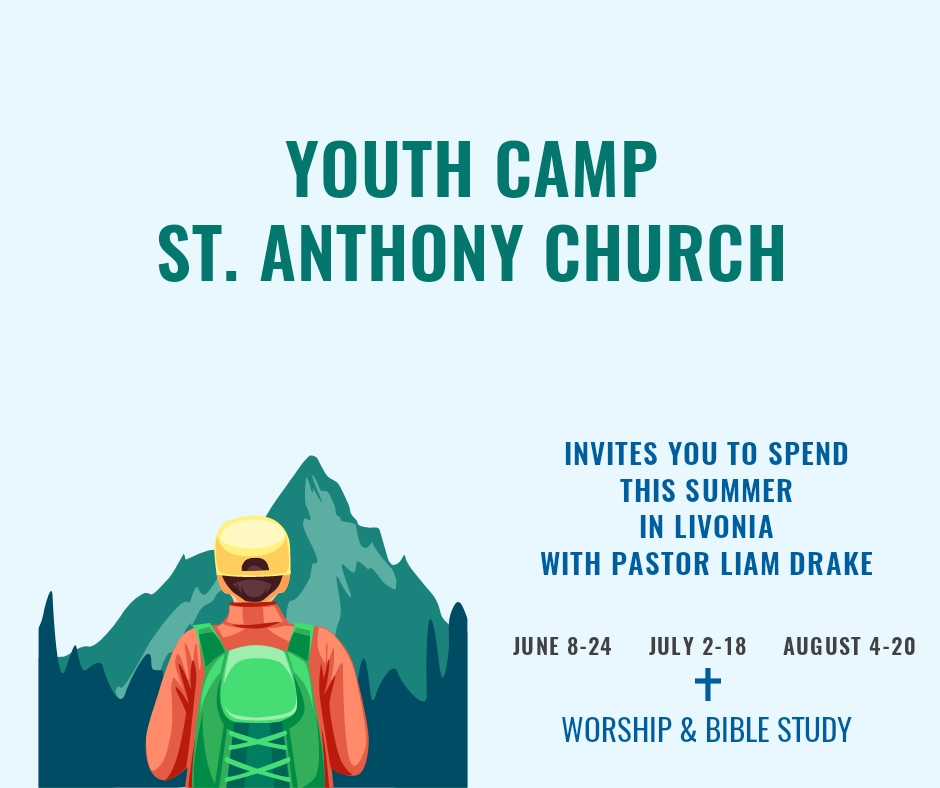 YOUTH CAMP
ST. ANTHONY CHURCH
INVITES YOU TO SPEND
THIS SUMMER
IN LIVONIA
WITH PASTOR LIAM DRAKE
JUNE 8-24 JULY 2-18 AUGUST 4-20
WORSHIP & BIBLE STUDY